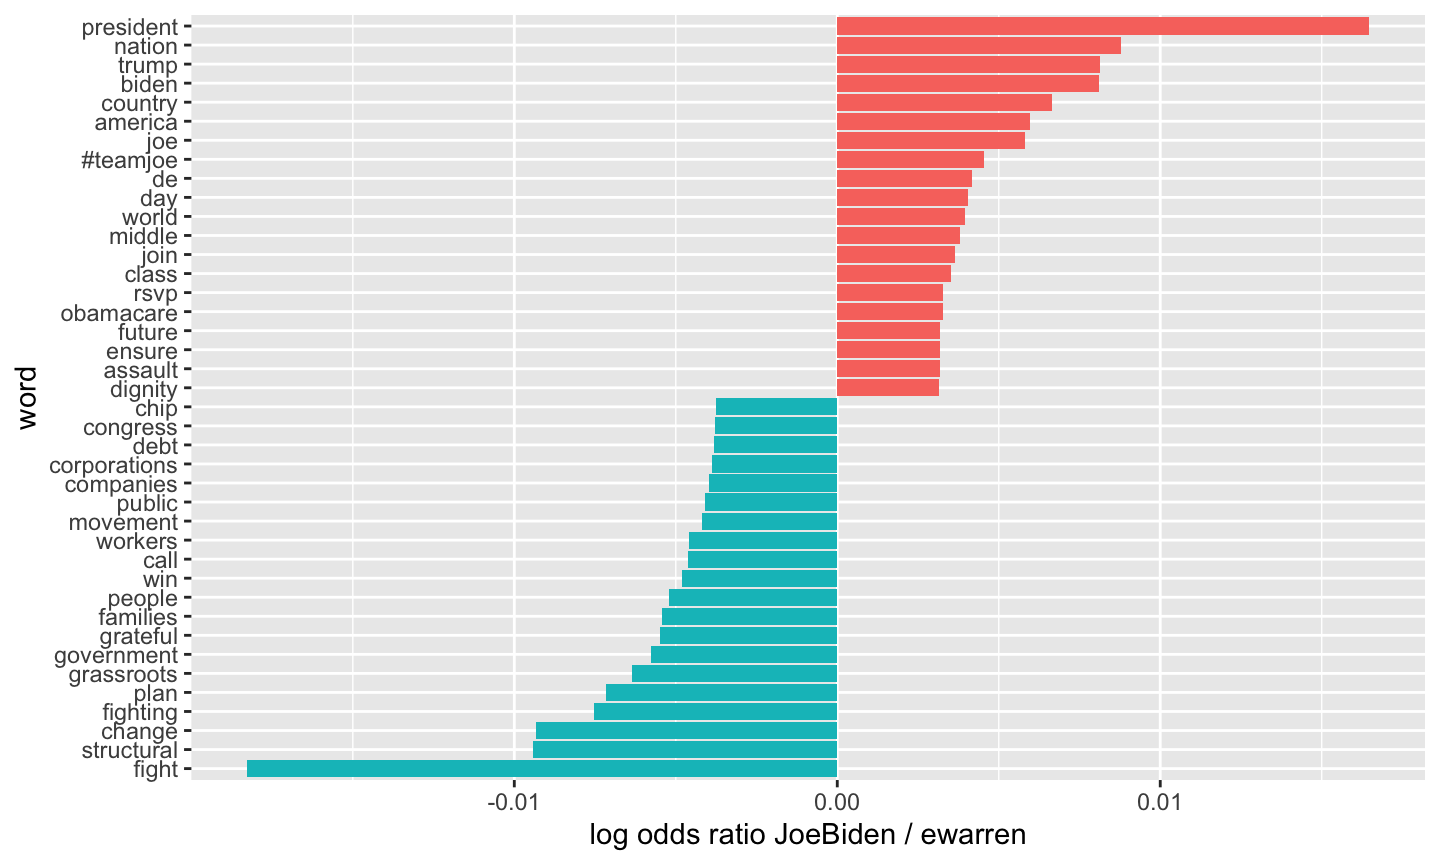 president
nation
trump
biden
country
america
joe
#teamjoe
de
day
world
middle
join
class
rsvp
obamacare
future
ensure
assault
dignity
chip
congress
debt
corporations
companies
public
movement
workers
call
win
people
families
grateful
government
grassroots
plan
fighting
change
structural
fight
word
-0.01 0.00 0.01
log odds ratio JoeBiden / ewarren